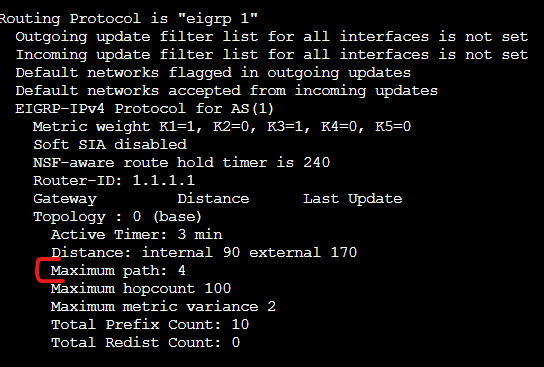 Routing Protocol is "eigrp 1"
Outgoing update filter list for all interfaces is not set
Incoming update filter list for all interfaces is not set
Default networks flagged in outgoing updates
Default networks accepted from incoming updates
EIGRP-IPv4 Protocol for AS(1)
Metric weight K1=1, K2=0, K3=1, K4=0, K5=0
Soft SIA disabled
NSF-aware route hold timer is 240
Router-ID: 1.1.1.1
Gateway Distance Last Update
Topology : 0 (base)
Active Timer: 3 min
Distance: internal 90 external 170
Maximum path: 4
Maximum hopcount 100
Maximum metric variance 2
Total Prefix Count: 10
Total Redist Count: 0